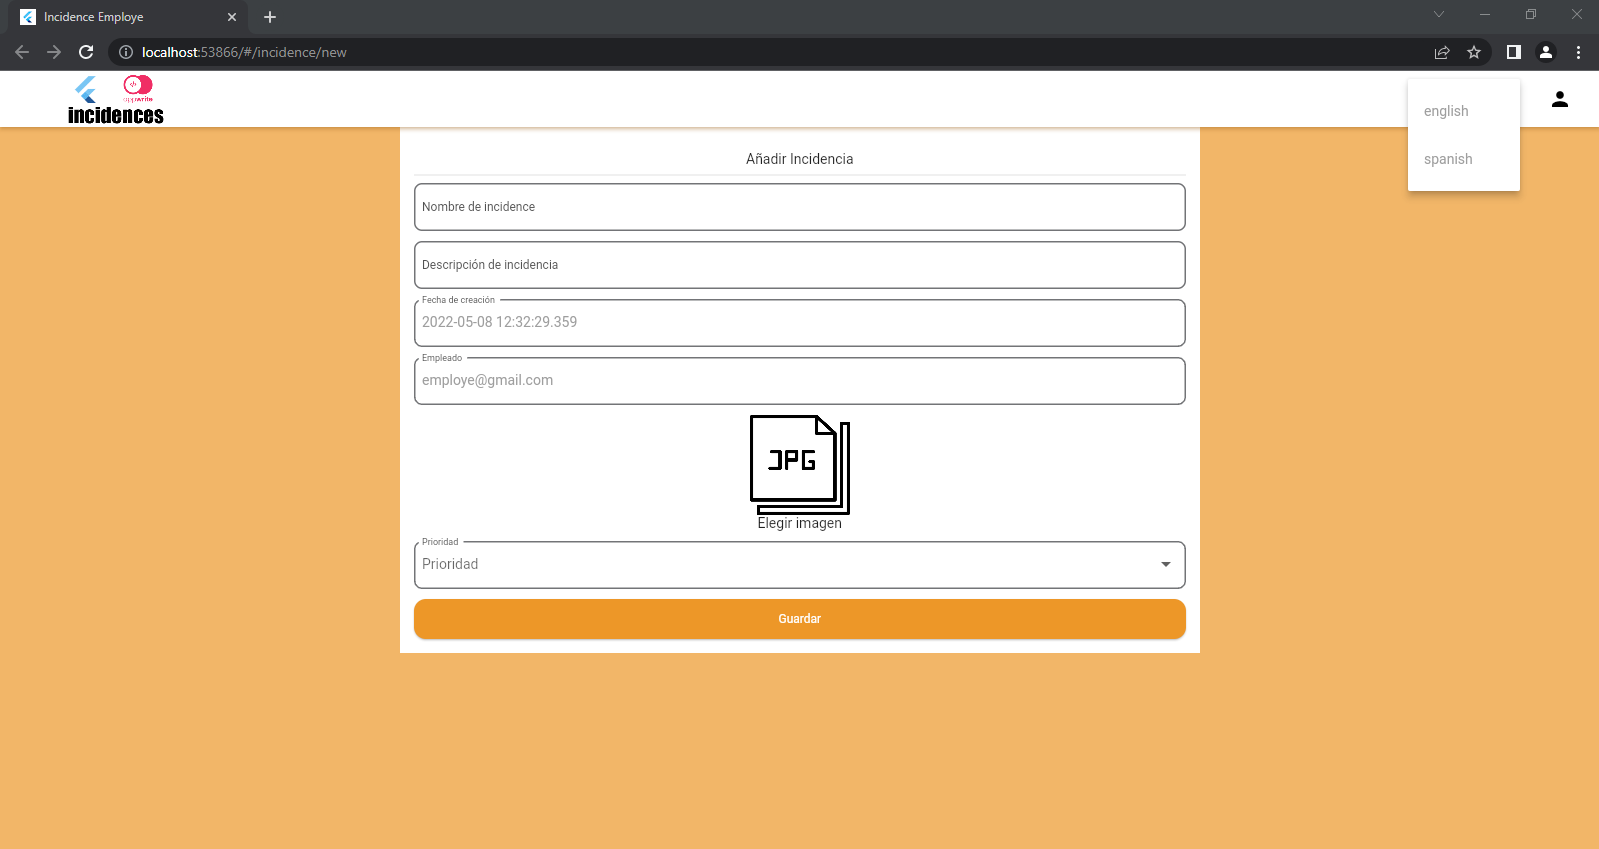 Incidence Employe
localhost:53866/#/incidence/new
appwrite
incidences
english
spanish
Añadir Incidencia
Nombre de incidence
Descripción de incidencia
Fecha de creación
2022-05-08 12:32:29.359
Empleado
employe@gmail.com
JPG
Elegir imagen
Prioridad
Prioridad
Guardar